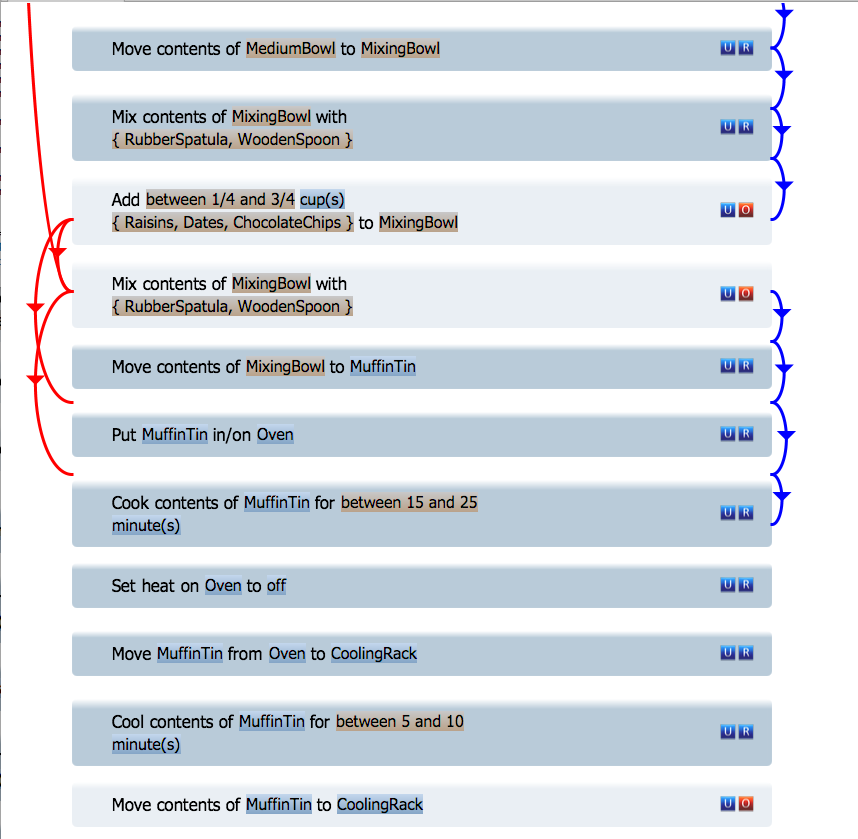 Move contents of MediumBowl to MixingBowl U R
Mix contents of MixingBowl with
{ RubberSpatula, WoodenSpoon } U R
Add between 1/4 and 3/4 cup(s)
{ Raisins, Dates, ChocolateChips } to MixingBowl U O
Mix contents of MixingBowl with
{ RubberSpatula, WoodenSpoon } U O
Move contents of MixingBowl to MuffinTin U R
Put MuffinTin in/on Oven U R
Cook contents of MuffinTin for between 15 and 25
minute(s) U R
Set heat on Oven to off U R
Move MuffinTin from Oven to CoolingRack U R
Cool contents of MuffinTin for between 5 and 10
minute(s) U R
Move contents of MuffinTin to CoolingRack U O